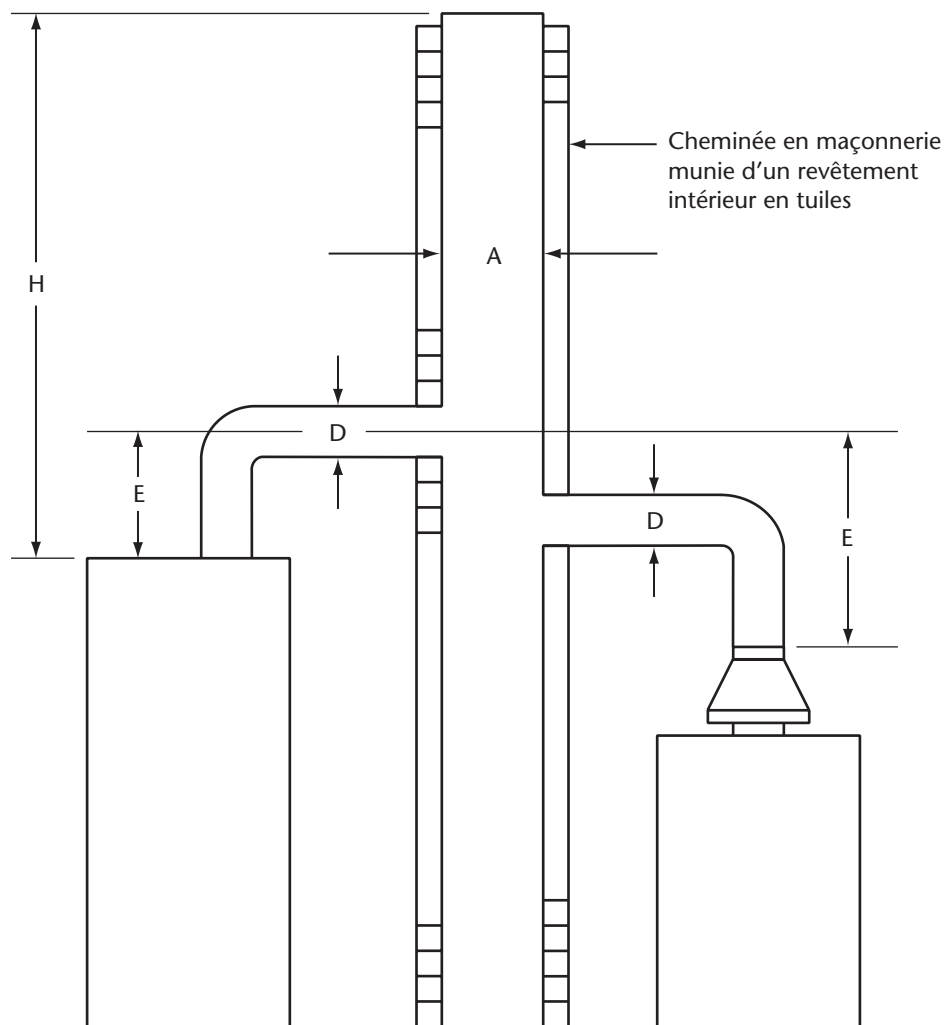 Cheminée en maçonnerie
munie d’un revêtement
intérieur en tuiles
A
H
D
E
D
E